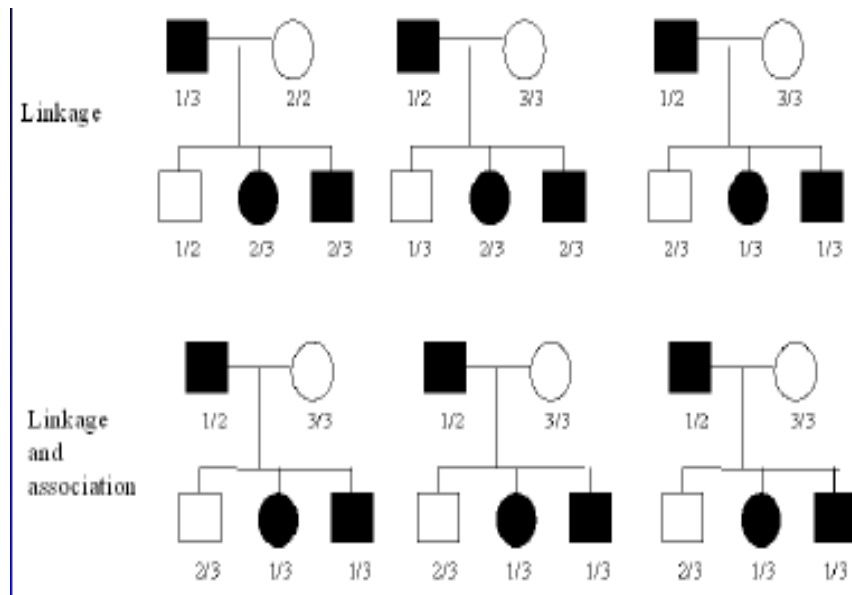 1/3 2/2 1/2 3/3 1/2 3/3
Linkage
1/2 2/3 2/3 1/3 2/3 2/3 2/3 1/3 1/3
1/2 3/3 1/2 3/3 1/2 3/3
Linkage
and
association
2/3 1/3 1/3 2/3 1/3 1/3 2/3 1/3 1/3